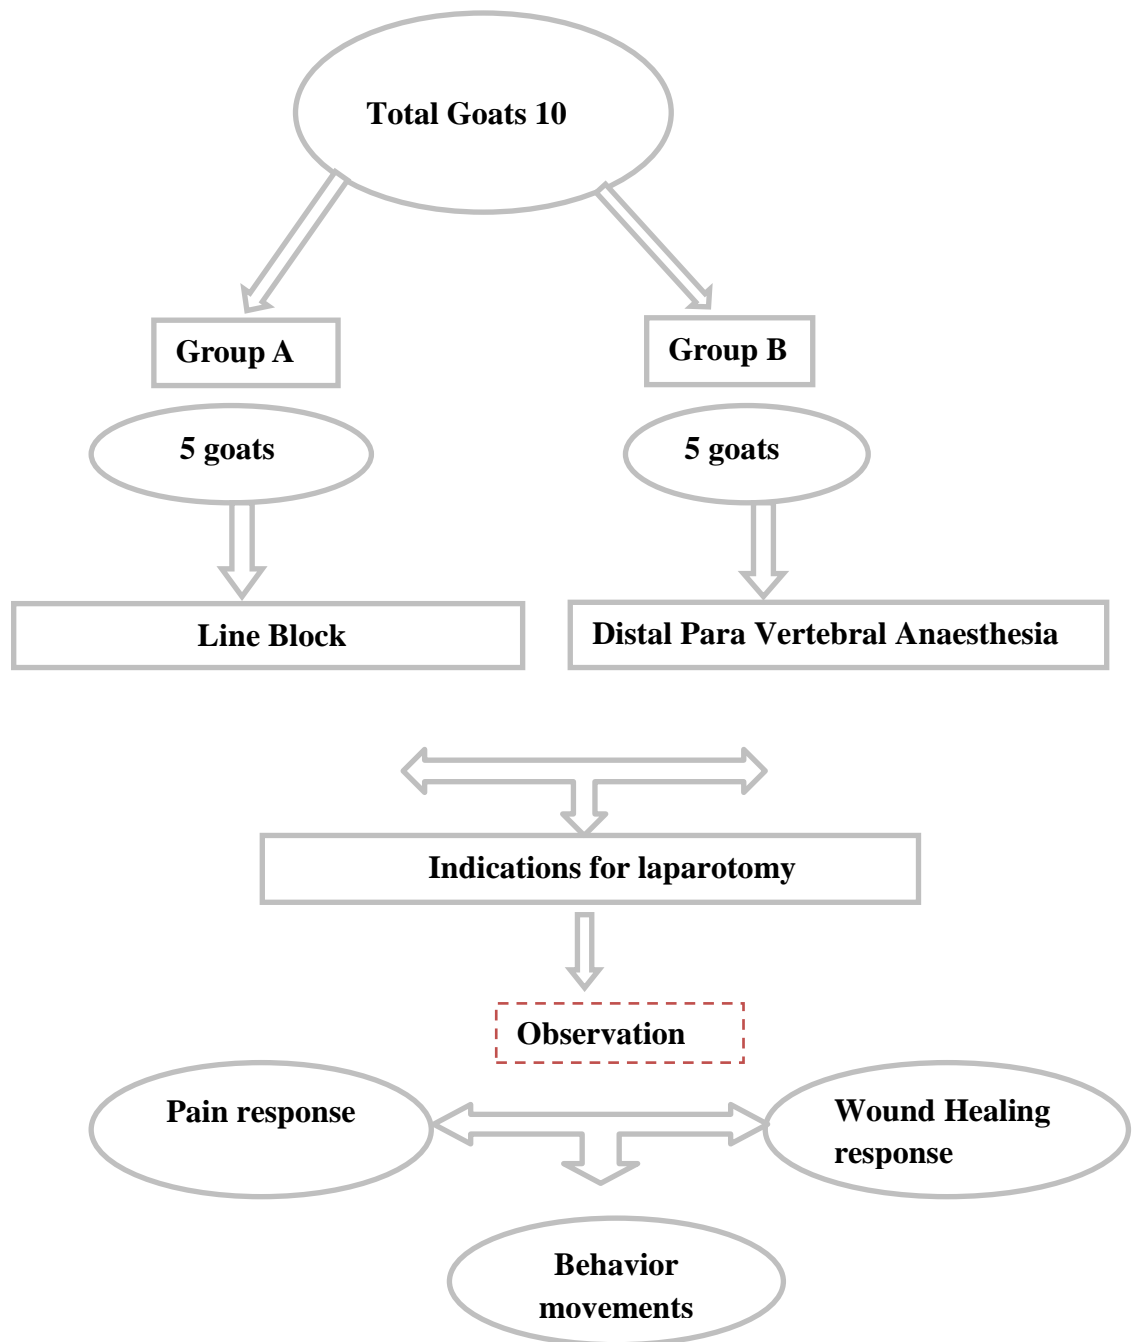 Total Goats 10
Group A
Group B
5 goats
5 goats
Line Block
Distal Para Vertebral Anaesthesia
Indications for laparotomy
Observation
Pain response
Wound Healing
response
Behavior
movements